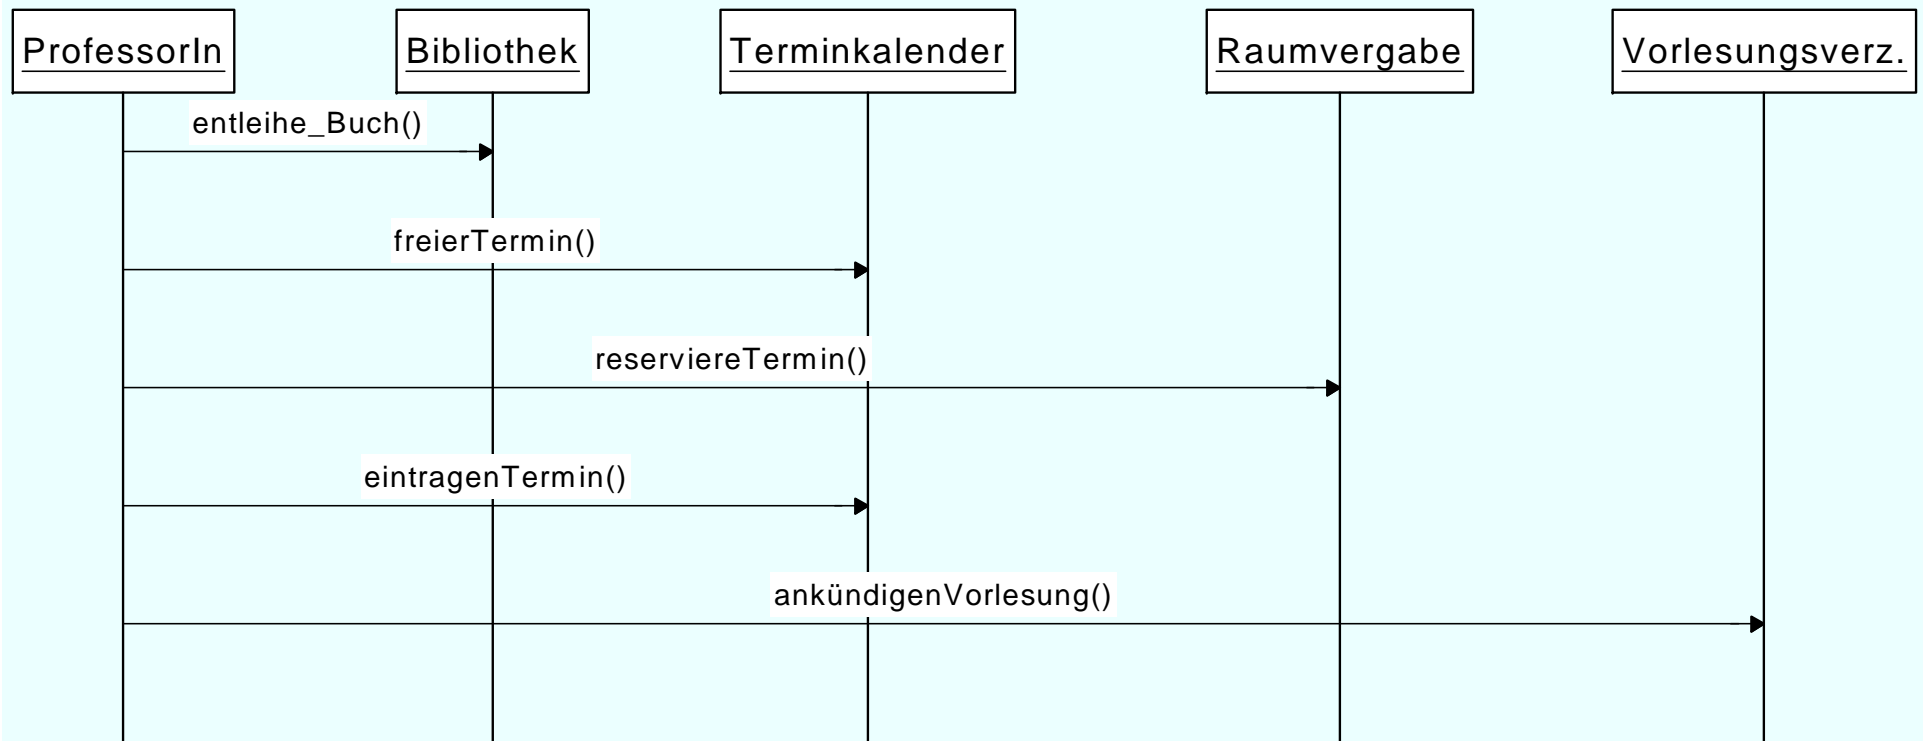 ProfessorIn
Bibliothek
Terminkalender
Raumvergabe
Vorlesungsverz.
entleihe_Buch()
freierTermin()
reserviereTermin()
eintragenTermin()
ankündigenVorlesung()